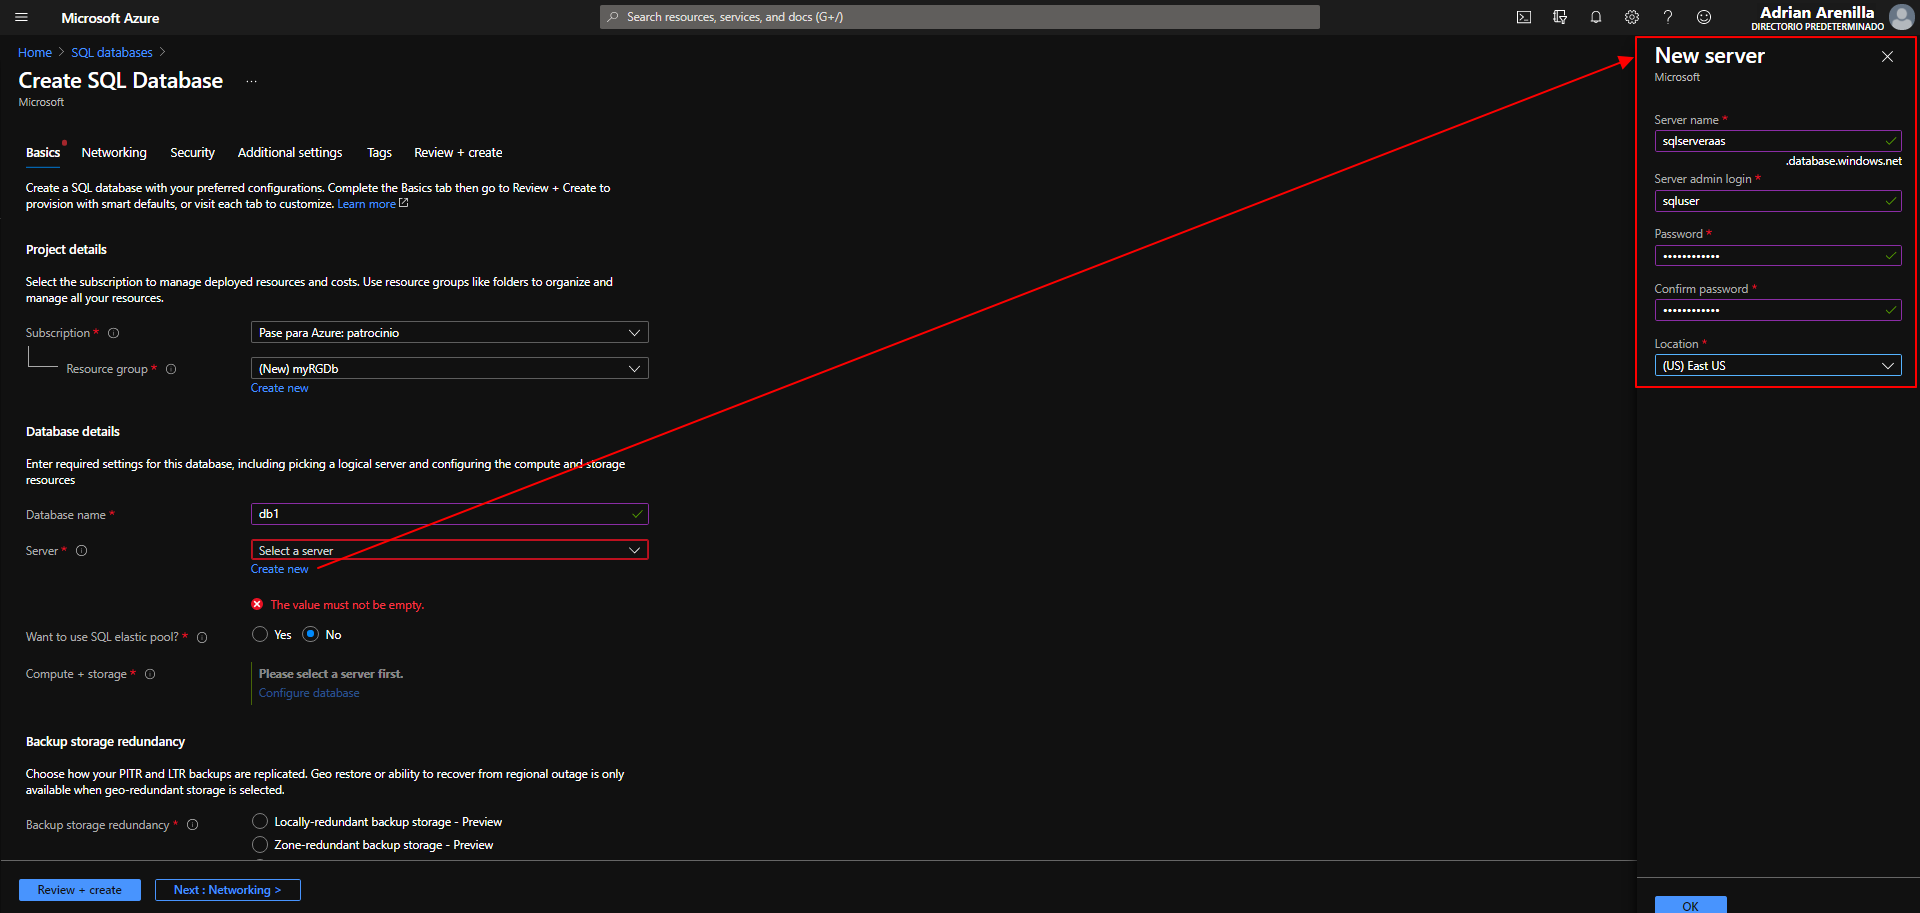 Microsoft Azure
Search resources, services, and docs (G+/)
Adrian Arenilla
DIRECTORIO PREDETERMINADO
Home > SQL databases >
Create SQL Database ...
Microsoft
Basics Networking Security Additional settings Tags Review + create
Create a SQL database with your preferred configurations. Complete the Basics tab then go to Review + Create to
provision with smart defaults, or visit each tab to customize. Learn more
Project details
Select the subscription to manage deployed resources and costs. Use resource groups like folders to organize and
manage all your resources.
Subscription * Pase para Azure: patrocinio
Resource group * (New) myRGDb
Create new
Database details
Enter required settings for this database, including picking a logical server and configuring the compute and storage
resources
Database name * db1
Server * Select a server
Create new
The value must not be empty.
Want to use SQL elastic pool? * Yes No
Compute + storage * Please select a server first.
Configure database
Backup storage redundancy
Choose how your PITR and LTR backups are replicated. Geo restore or ability to recover from regional outage is only
available when geo-redundant storage is selected.
Backup storage redundancy * Locally-redundant backup storage - Preview
Zone-redundant backup storage - Preview
Review + create Next : Networking >
New server
Microsoft
Server name *
sqlserveraas
.database.windows.net
Server admin login *
sqluser
Password *
••••••••••••
Confirm password *
••••••••••••
Location *
(US) East US
OK